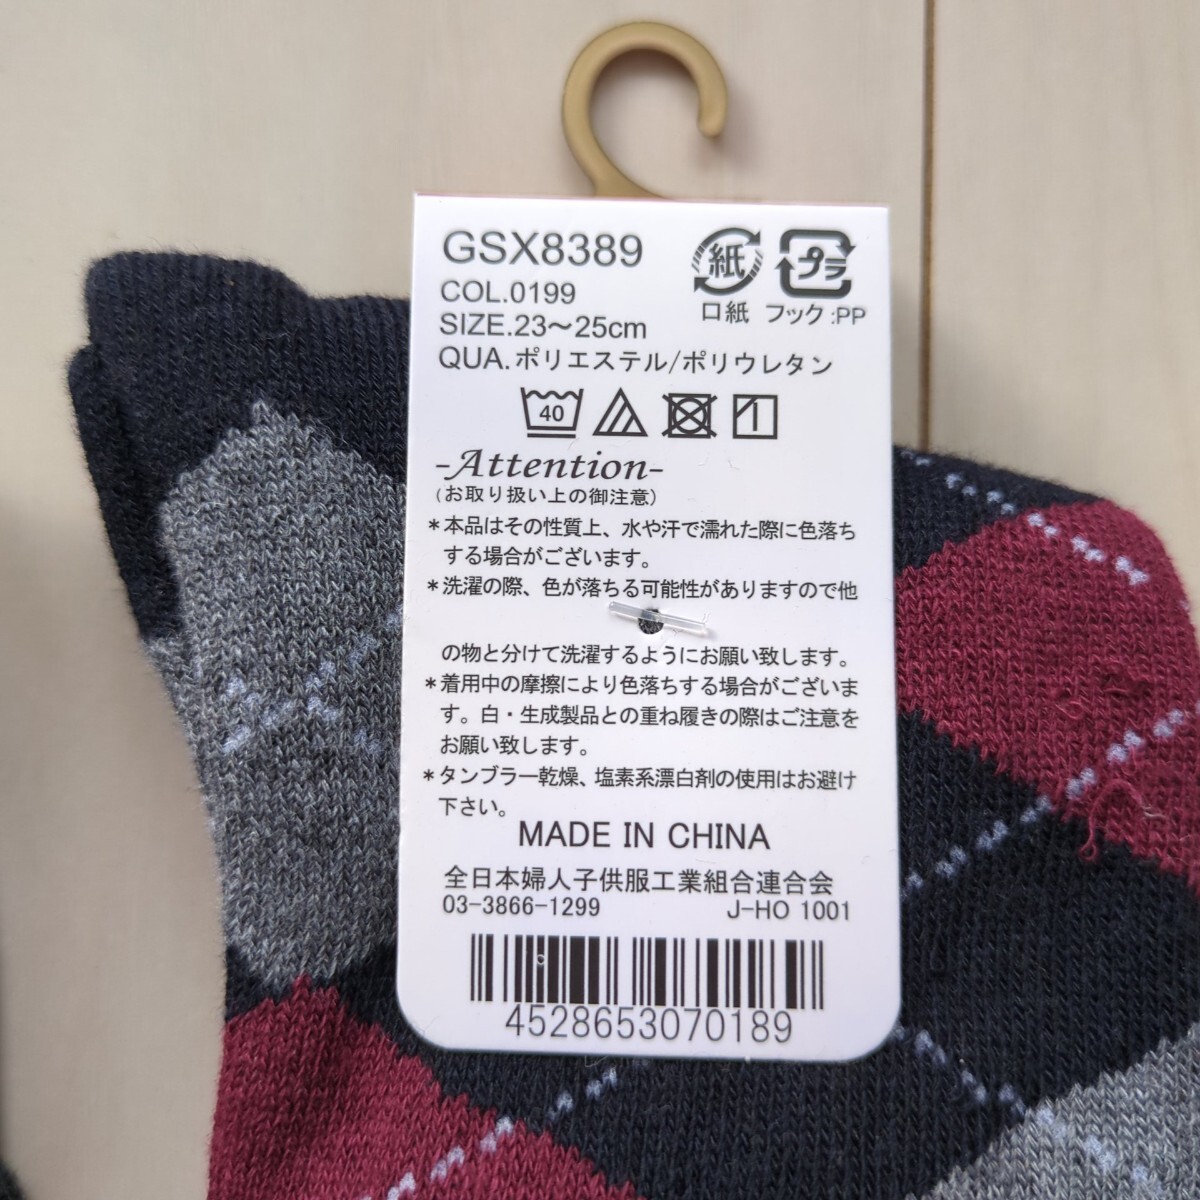 GSX8389
COL.0199
SIZE.23～25cm
QUA.ポリエステル/ポリウレタン
紙
プラ
口紙 フック:PP
40
-Attention-
(お取り扱い上の御注意)
*本品はその性質上、水や汗で濡れた際に色落ち
する場合がございます。
*洗濯の際、色が落ちる可能性がありますので他
の物と分けて洗濯するようにお願い致します。
*着用中の摩擦により色落ちする場合がございま
す。白・生成製品との重ね履きの際はご注意を
お願い致します。
*タンブラー乾燥、塩素系漂白剤の使用はお避け
下さい。
MADE IN CHINA
全日本婦人子供服工業組合連合会
03-3866-1299 J-HO 1001
4528653070189